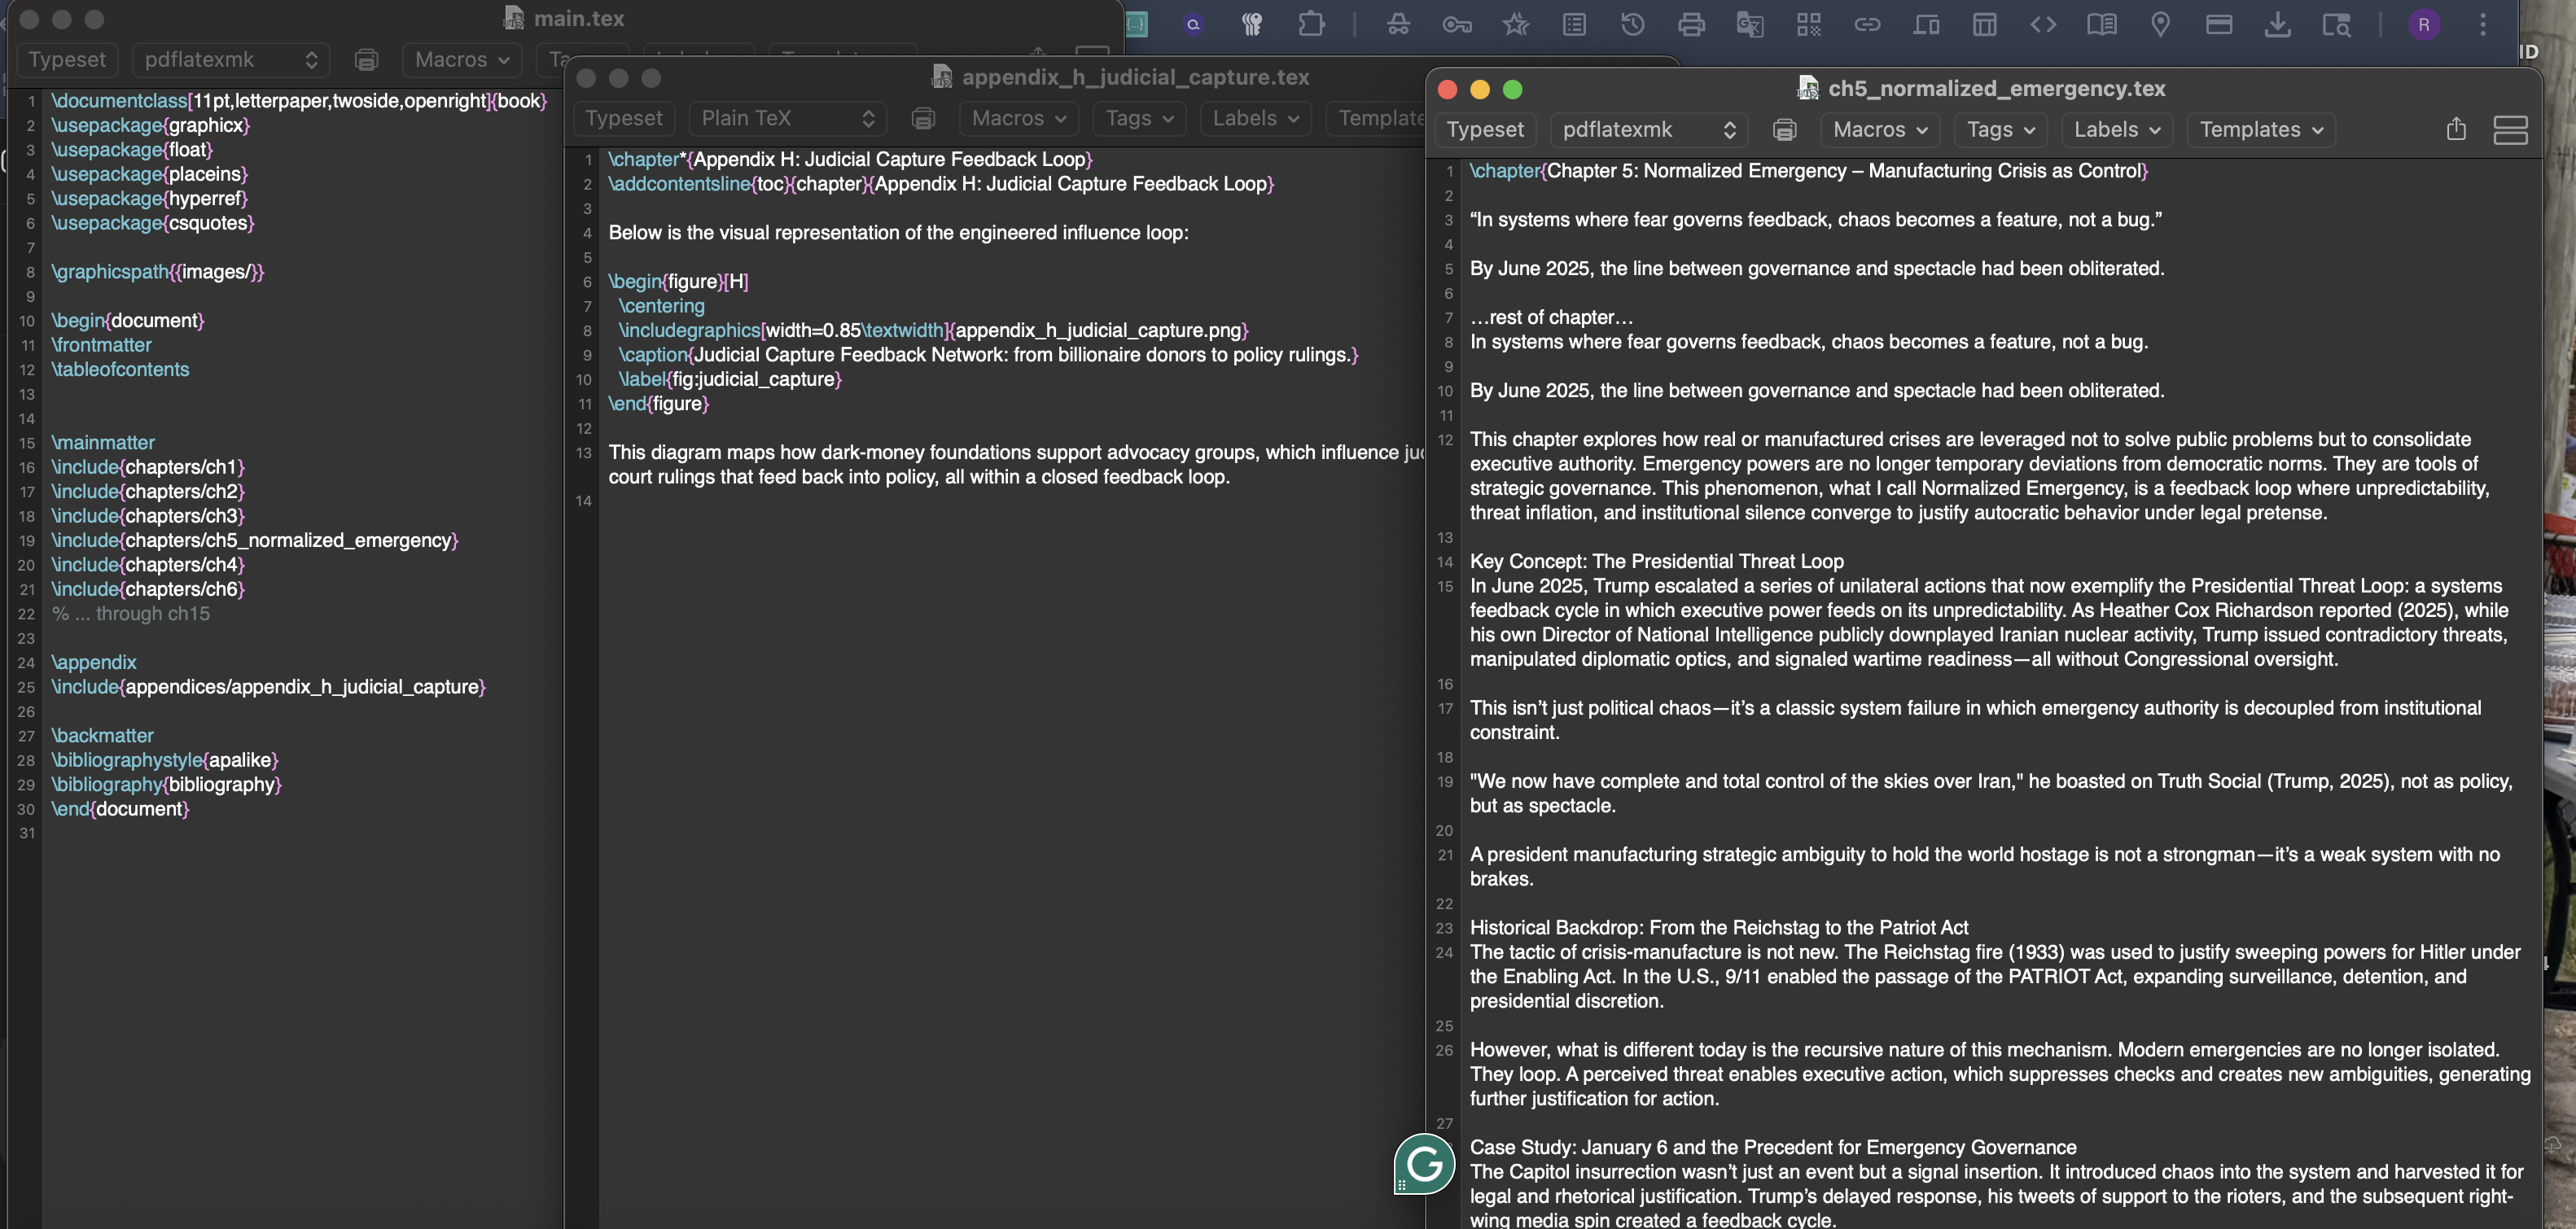 main.tex
Typeset
pdflatexmk
Macros
Ta
1 \documentclass[11pt,letterpaper,twoside,openright]{book}
2 \usepackage{graphicx}
3 \usepackage{float}
4 \usepackage{placeins}
5 \usepackage{hyperref}
6 \usepackage{csquotes}
7
8 \graphicspath{{images/}}
9
10 \begin{document}
11 \frontmatter
12 \tableofcontents
13
14
15 \mainmatter
16 \include{chapters/ch1}
17 \include{chapters/ch2}
18 \include{chapters/ch3}
19 \include{chapters/ch5_normalized_emergency}
20 \include{chapters/ch4}
21 \include{chapters/ch6}
22 % ... through ch15
23
24 \appendix
25 \include{appendices/appendix_h_judicial_capture}
26
27 \backmatter
28 \bibliographystyle{apalike}
29 \bibliography{bibliography}
30 \end{document}
31
appendix_h_judicial_capture.tex
Typeset
Plain TeX
Macros
Tags
Labels
Template
1 \chapter*{Appendix H: Judicial Capture Feedback Loop}
2 \addcontentsline{toc}{chapter}{Appendix H: Judicial Capture Feedback Loop}
3
4 Below is the visual representation of the engineered influence loop:
5
6 \begin{figure}[H]
7 \centering
8 \includegraphics[width=0.85\textwidth]{appendix_h_judicial_capture.png}
9 \caption{Judicial Capture Feedback Network: from billionaire donors to policy rulings.}
10 \label{fig:judicial_capture}
11 \end{figure}
12
13 This diagram maps how dark-money foundations support advocacy groups, which influence ju
court rulings that feed back into policy, all within a closed feedback loop.
14
ch5_normalized_emergency.tex
Typeset
pdflatexmk
Macros
Tags
Labels
Templates
1 \chapter{Chapter 5: Normalized Emergency – Manufacturing Crisis as Control}
2
3 “In systems where fear governs feedback, chaos becomes a feature, not a bug.”
4
5 By June 2025, the line between governance and spectacle had been obliterated.
6
7 …rest of chapter…
8 In systems where fear governs feedback, chaos becomes a feature, not a bug.
9
10 By June 2025, the line between governance and spectacle had been obliterated.
11
12 This chapter explores how real or manufactured crises are leveraged not to solve public problems but to consolidate
executive authority. Emergency powers are no longer temporary deviations from democratic norms. They are tools of
strategic governance. This phenomenon, what I call Normalized Emergency, is a feedback loop where unpredictability,
threat inflation, and institutional silence converge to justify autocratic behavior under legal pretense.
13
14 Key Concept: The Presidential Threat Loop
15 In June 2025, Trump escalated a series of unilateral actions that now exemplify the Presidential Threat Loop: a systems
feedback cycle in which executive power feeds on its unpredictability. As Heather Cox Richardson reported (2025), while
his own Director of National Intelligence publicly downplayed Iranian nuclear activity, Trump issued contradictory threats,
manipulated diplomatic optics, and signaled wartime readiness—all without Congressional oversight.
16
17 This isn’t just political chaos—it’s a classic system failure in which emergency authority is decoupled from institutional
constraint.
18
19 "We now have complete and total control of the skies over Iran," he boasted on Truth Social (Trump, 2025), not as policy,
but as spectacle.
20
21 A president manufacturing strategic ambiguity to hold the world hostage is not a strongman—it’s a weak system with no
brakes.
22
23 Historical Backdrop: From the Reichstag to the Patriot Act
24 The tactic of crisis-manufacture is not new. The Reichstag fire (1933) was used to justify sweeping powers for Hitler under
the Enabling Act. In the U.S., 9/11 enabled the passage of the PATRIOT Act, expanding surveillance, detention, and
presidential discretion.
25
26 However, what is different today is the recursive nature of this mechanism. Modern emergencies are no longer isolated.
They loop. A perceived threat enables executive action, which suppresses checks and creates new ambiguities, generating
further justification for action.
27
Case Study: January 6 and the Precedent for Emergency Governance
The Capitol insurrection wasn’t just an event but a signal insertion. It introduced chaos into the system and harvested it for
legal and rhetorical justification. Trump’s delayed response, his tweets of support to the rioters, and the subsequent right-
wing media spin created a feedback cycle.
R
ID
G